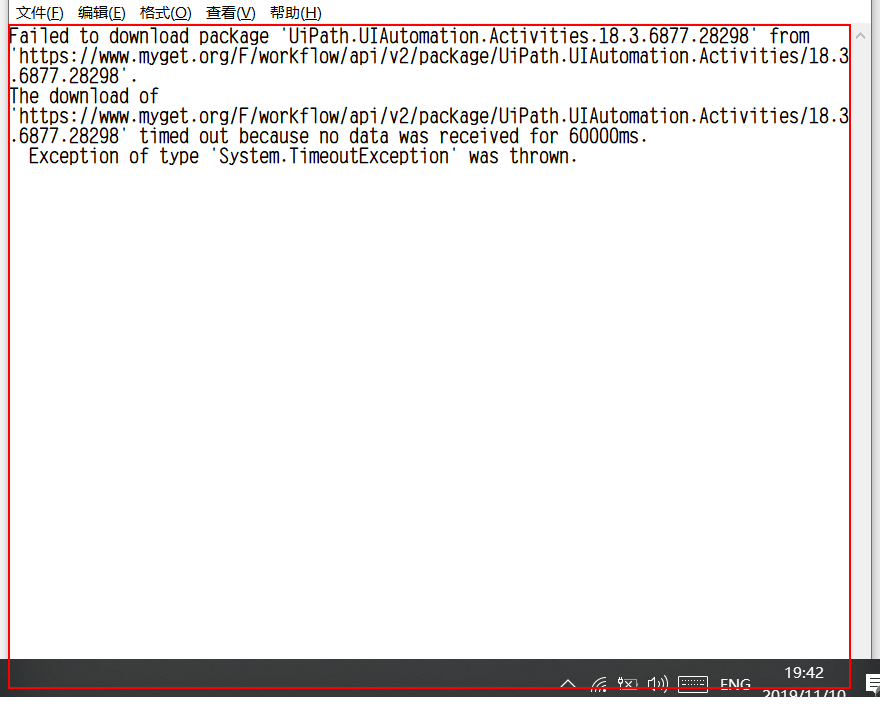 文件(F) 编辑(E) 格式(O) 查看(V) 帮助(H)
Failed to download package 'UiPath.UIAutomation.Activities.18.3.6877.28298' from
'https://www.myget.org/F/workflow/api/v2/package/UiPath.UIAutomation.Activities/18.3
.6877.28298'.
The download of
'https://www.myget.org/F/workflow/api/v2/package/UiPath.UIAutomation.Activities/18.3
.6877.28298' timed out because no data was received for 60000ms.
  Exception of type 'System.TimeoutException' was thrown.
19:42
ENG
2019/11/10